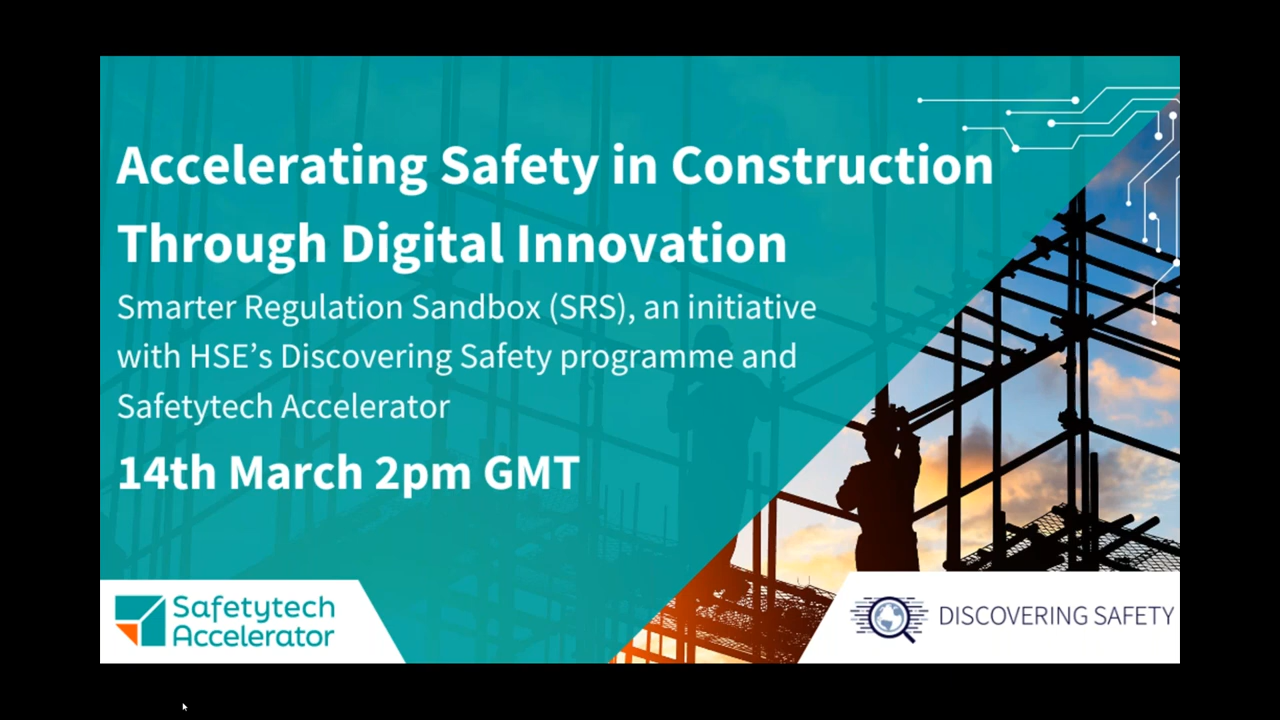 Accelerating Safety in Construction
Through Digital Innovation
Smarter Regulation Sandbox (SRS), an initiative
with HSE’s Discovering Safety programme and
Safetytech Accelerator
14th March 2pm GMT
Safetytech
Accelerator
DISCOVERING SAFETY